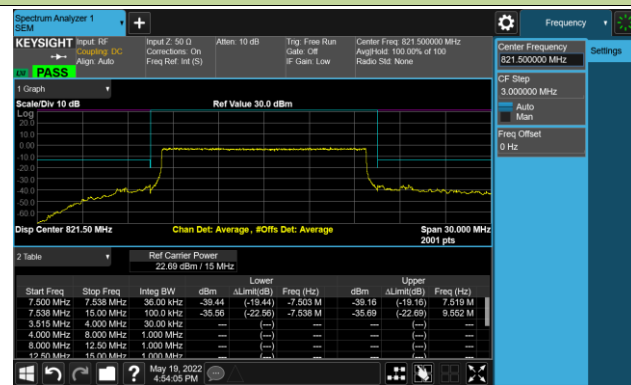 Spectrum Analyzer 1
SEM
Frequency
KEYSIGHT
Input: RF
Coupling: DC
Align: Auto
Input Z: 50 Ω
Corrections: On
Freq Ref: Int (S)
Atten: 10 dB
Trig: Free Run
Gate: Off
IF Gain: Low
Center Freq: 821.500000 MHz
Avg|Hold: 100.00% of 100
Radio Std: None
LXI PASS
Center Frequency
821.500000 MHz
Settings
CF Step
3.000000 MHz
Auto
Man
Freq Offset
0 Hz
1 Graph
Scale/Div 10 dB
Ref Value 30.0 dBm
Log
20.0
10.0
0.00
-10.0
-20.0
-30.0
-40.0
-50.0
-60.0
Disp Center 821.50 MHz
Chan Det: Average, #Offs Det: Average
Span 30.000 MHz
2001 pts
2 Table
Ref Carrier Power
22.69 dBm / 15 MHz
Lower Upper
Start Freq Stop Freq Integ BW dBm ΔLimit(dB) Freq (Hz) dBm ΔLimit(dB) Freq (Hz)
7.500 MHz 7.538 MHz 36.00 kHz -39.44 (-19.44) -7.503 M -39.16 (-19.16) 7.519 M
7.538 MHz 15.00 MHz 100.0 kHz -35.56 (-22.56) -7.538 M -35.69 (-22.69) 9.552 M
3.515 MHz 4.000 MHz 30.00 kHz --- (---) --- --- (---) ---
4.000 MHz 8.000 MHz 1.000 MHz --- (---) --- --- (---) ---
8.000 MHz 12.50 MHz 1.000 MHz --- (---) --- --- (---) ---
12.50 MHz 15.00 MHz 1.000 MHz --- (---) --- --- (---) ---
?
May 19, 2022
4:54:05 PM